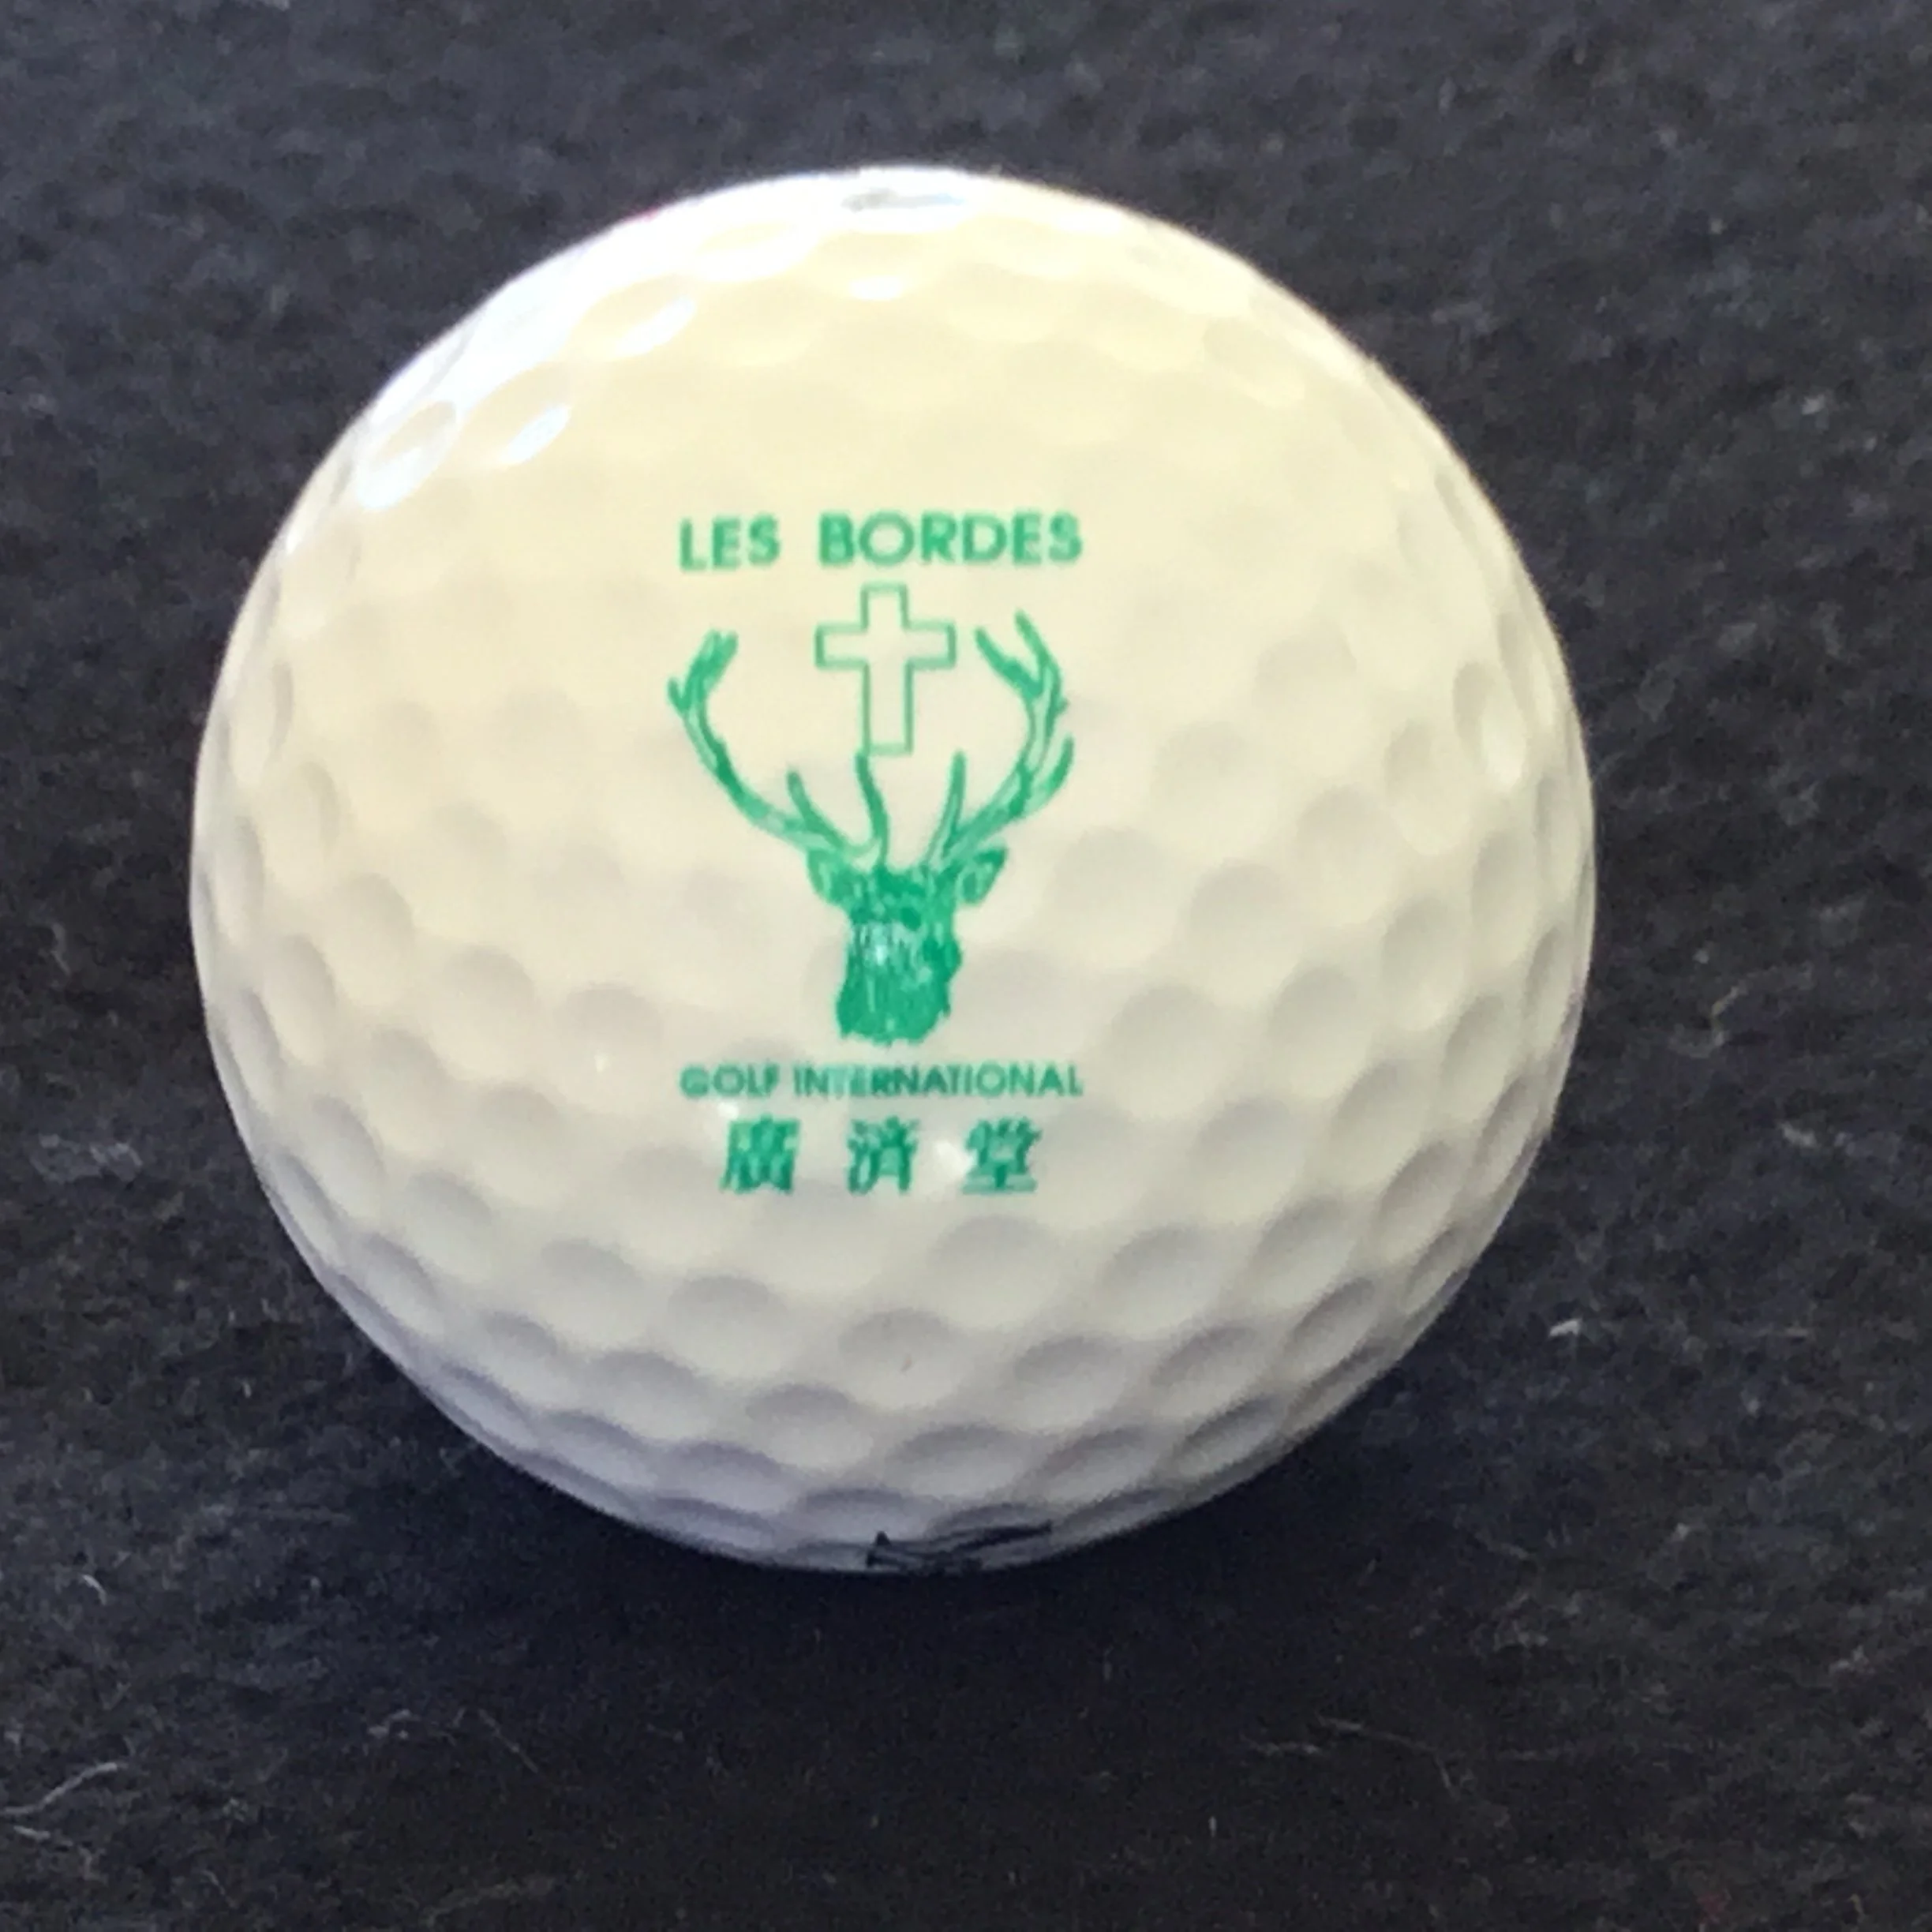 LES BORDES
GOLF INTERNATIONAL
廣済堂